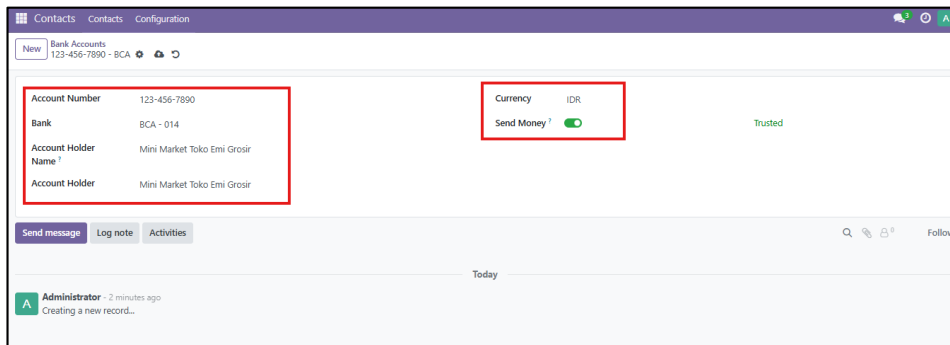 Contacts Contacts Configuration 3 A
New Bank Accounts
123-456-7890 - BCA
Account Number 123-456-7890
Currency IDR
Bank BCA - 014
Send Money ? Trusted
Account Holder Name ? Mini Market Toko Emi Grosir
Account Holder Mini Market Toko Emi Grosir
Send message Log note Activities 0 Follow
Today
A Administrator - 2 minutes ago
Creating a new record...